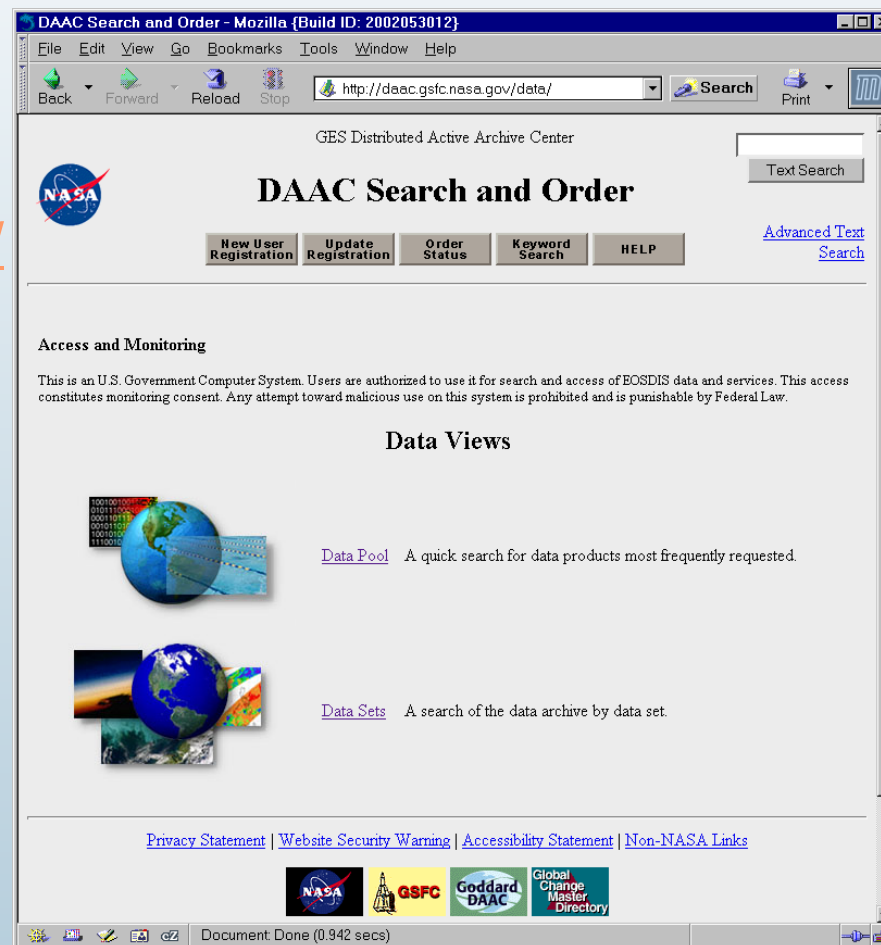 DAAC Search and Order - Mozilla {Build ID: 2002053012}
File Edit View Go Bookmarks Tools Window Help
Back Forward Reload Stop http://daac.gsfc.nasa.gov/data/ Search Print
GES Distributed Active Archive Center
Text Search
NASA
DAAC Search and Order
Advanced Text
Search
New User Registration Update Registration Order Status Keyword Search HELP
Access and Monitoring
This is an U.S. Government Computer System. Users are authorized to use it for search and access of EOSDIS data and services. This access
constitutes monitoring consent. Any attempt toward malicious use on this system is prohibited and is punishable by Federal Law.
Data Views
Data Pool A quick search for data products most frequently requested.
Data Sets A search of the data archive by data set.
Privacy Statement | Website Security Warning | Accessibility Statement | Non-NASA Links
NASA GSFC Goddard DAAC Global Change Master Directory
Document: Done (0.942 secs)